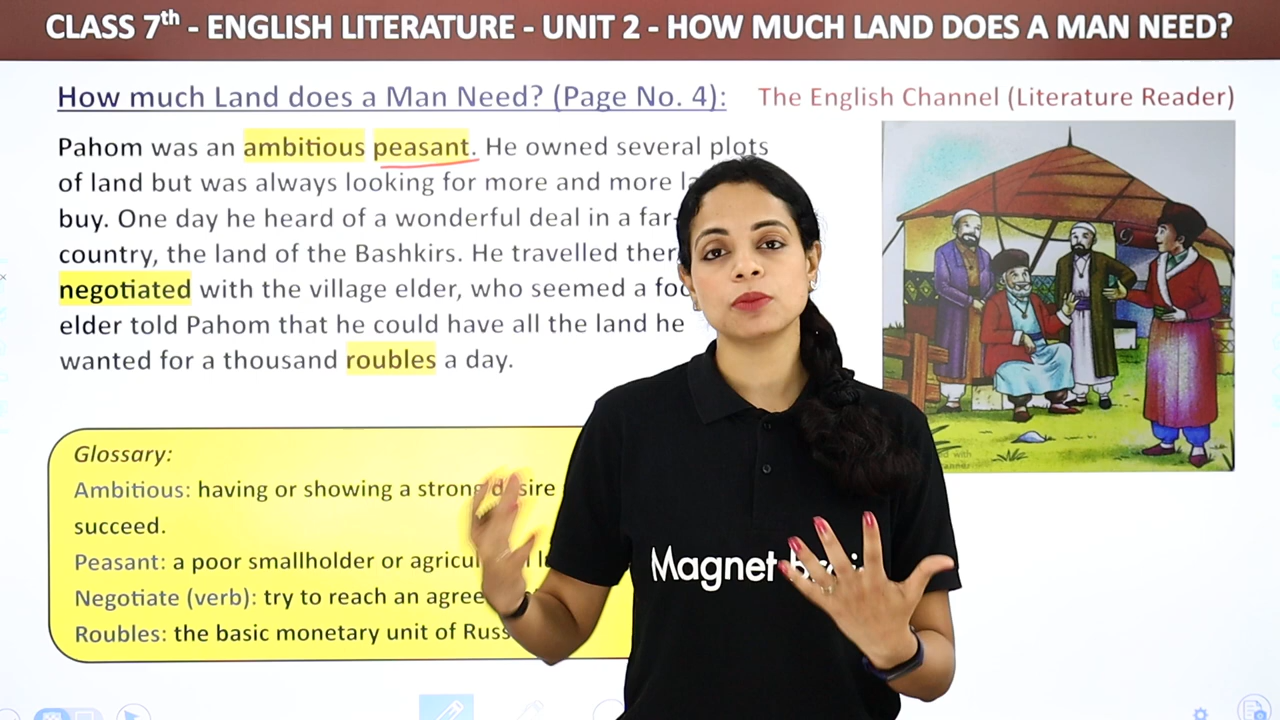 CLASS 7th - ENGLISH LITERATURE - UNIT 2 - HOW MUCH LAND DOES A MAN NEED?
How much Land does a Man Need? (Page No. 4): The English Channel (Literature Reader)
Pahom was an ambitious peasant. He owned several plots
of land but was always looking for more and more
buy. One day he heard of a wonderful deal in a far-
country, the land of the Bashkirs. He travelled
negotiated with the village elder, who seemed a
elder told Pahom that he could have all the land he
wanted for a thousand roubles a day.
Glossary:
Ambitious: having or showing a strong desire
succeed.
Peasant: a poor smallholder or
Negotiate (verb): try to reach an
Roubles: the basic monetary unit of
Magnet